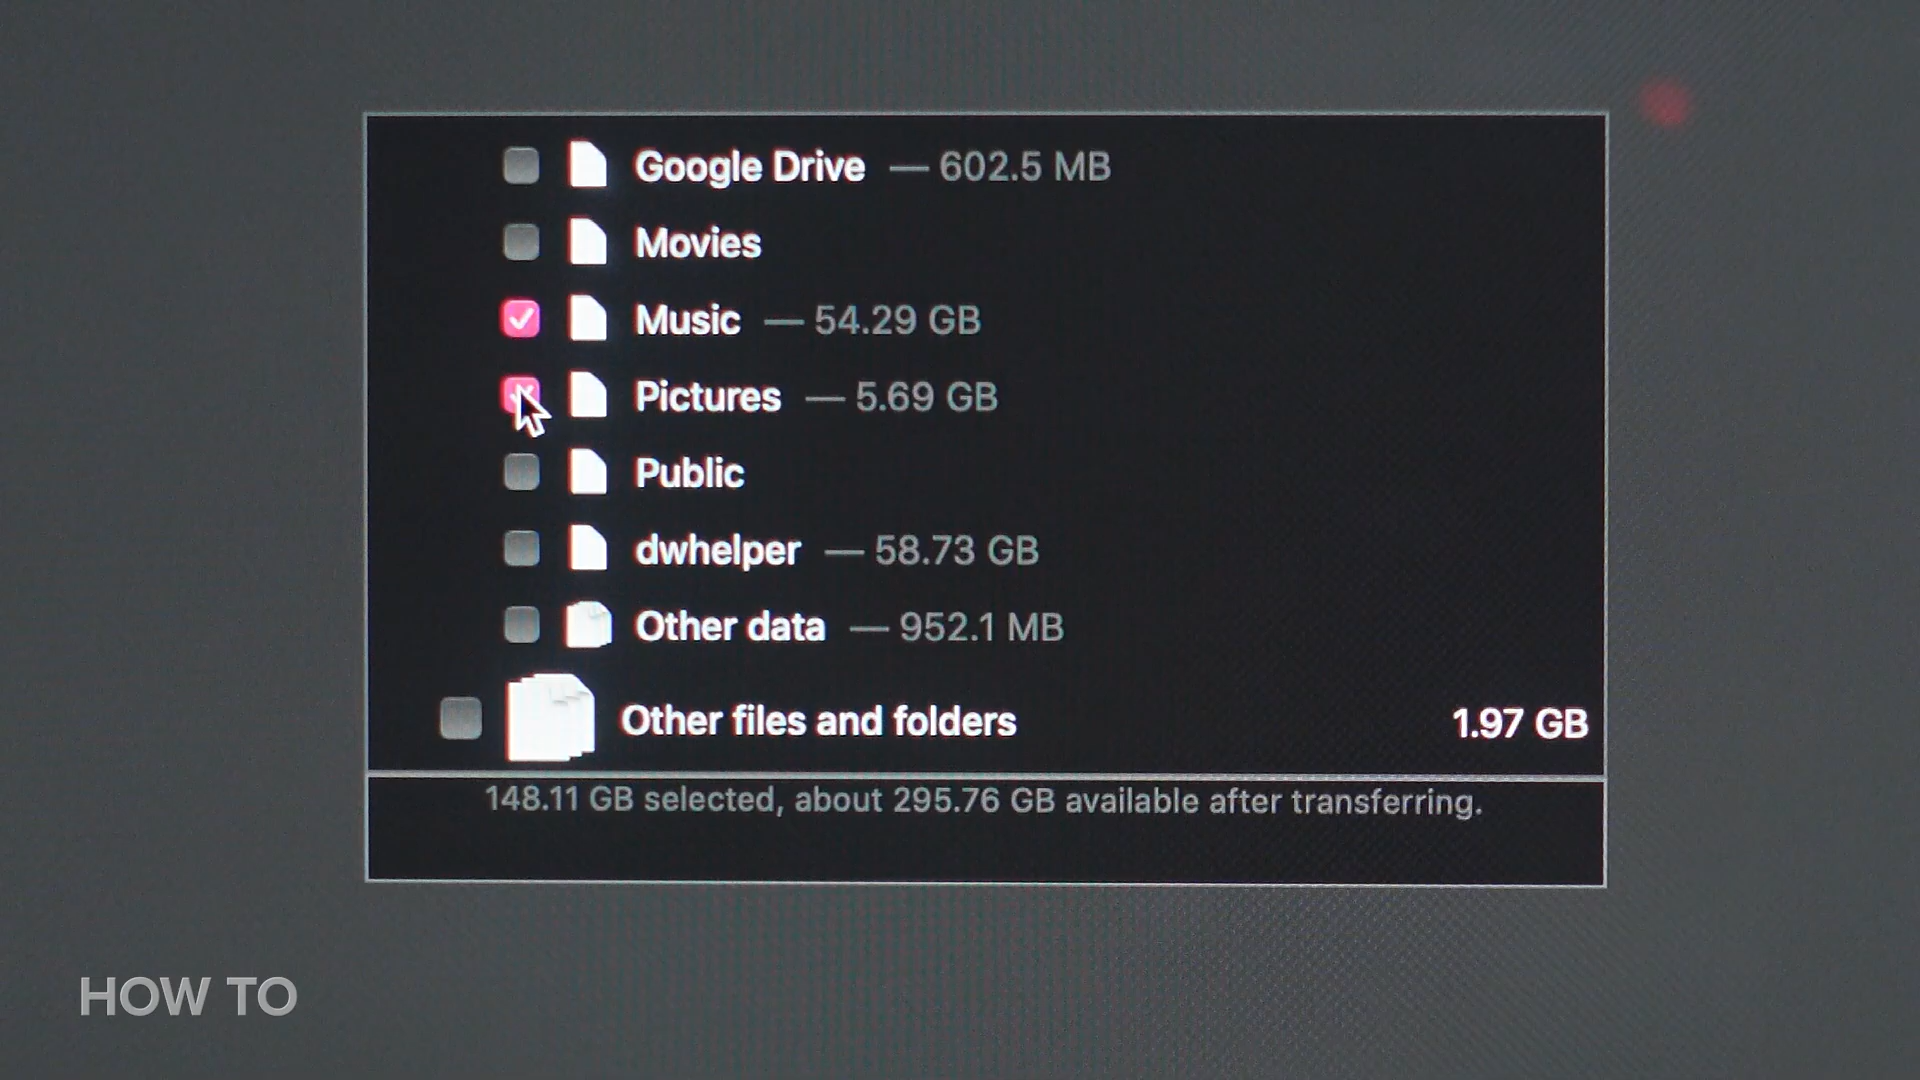 Google Drive — 602.5 MB
Movies
Music — 54.29 GB
Pictures — 5.69 GB
Public
dwhelper — 58.73 GB
Other data — 952.1 MB
Other files and folders 1.97 GB
148.11 GB selected, about 295.76 GB available after transferring.
HOW TO